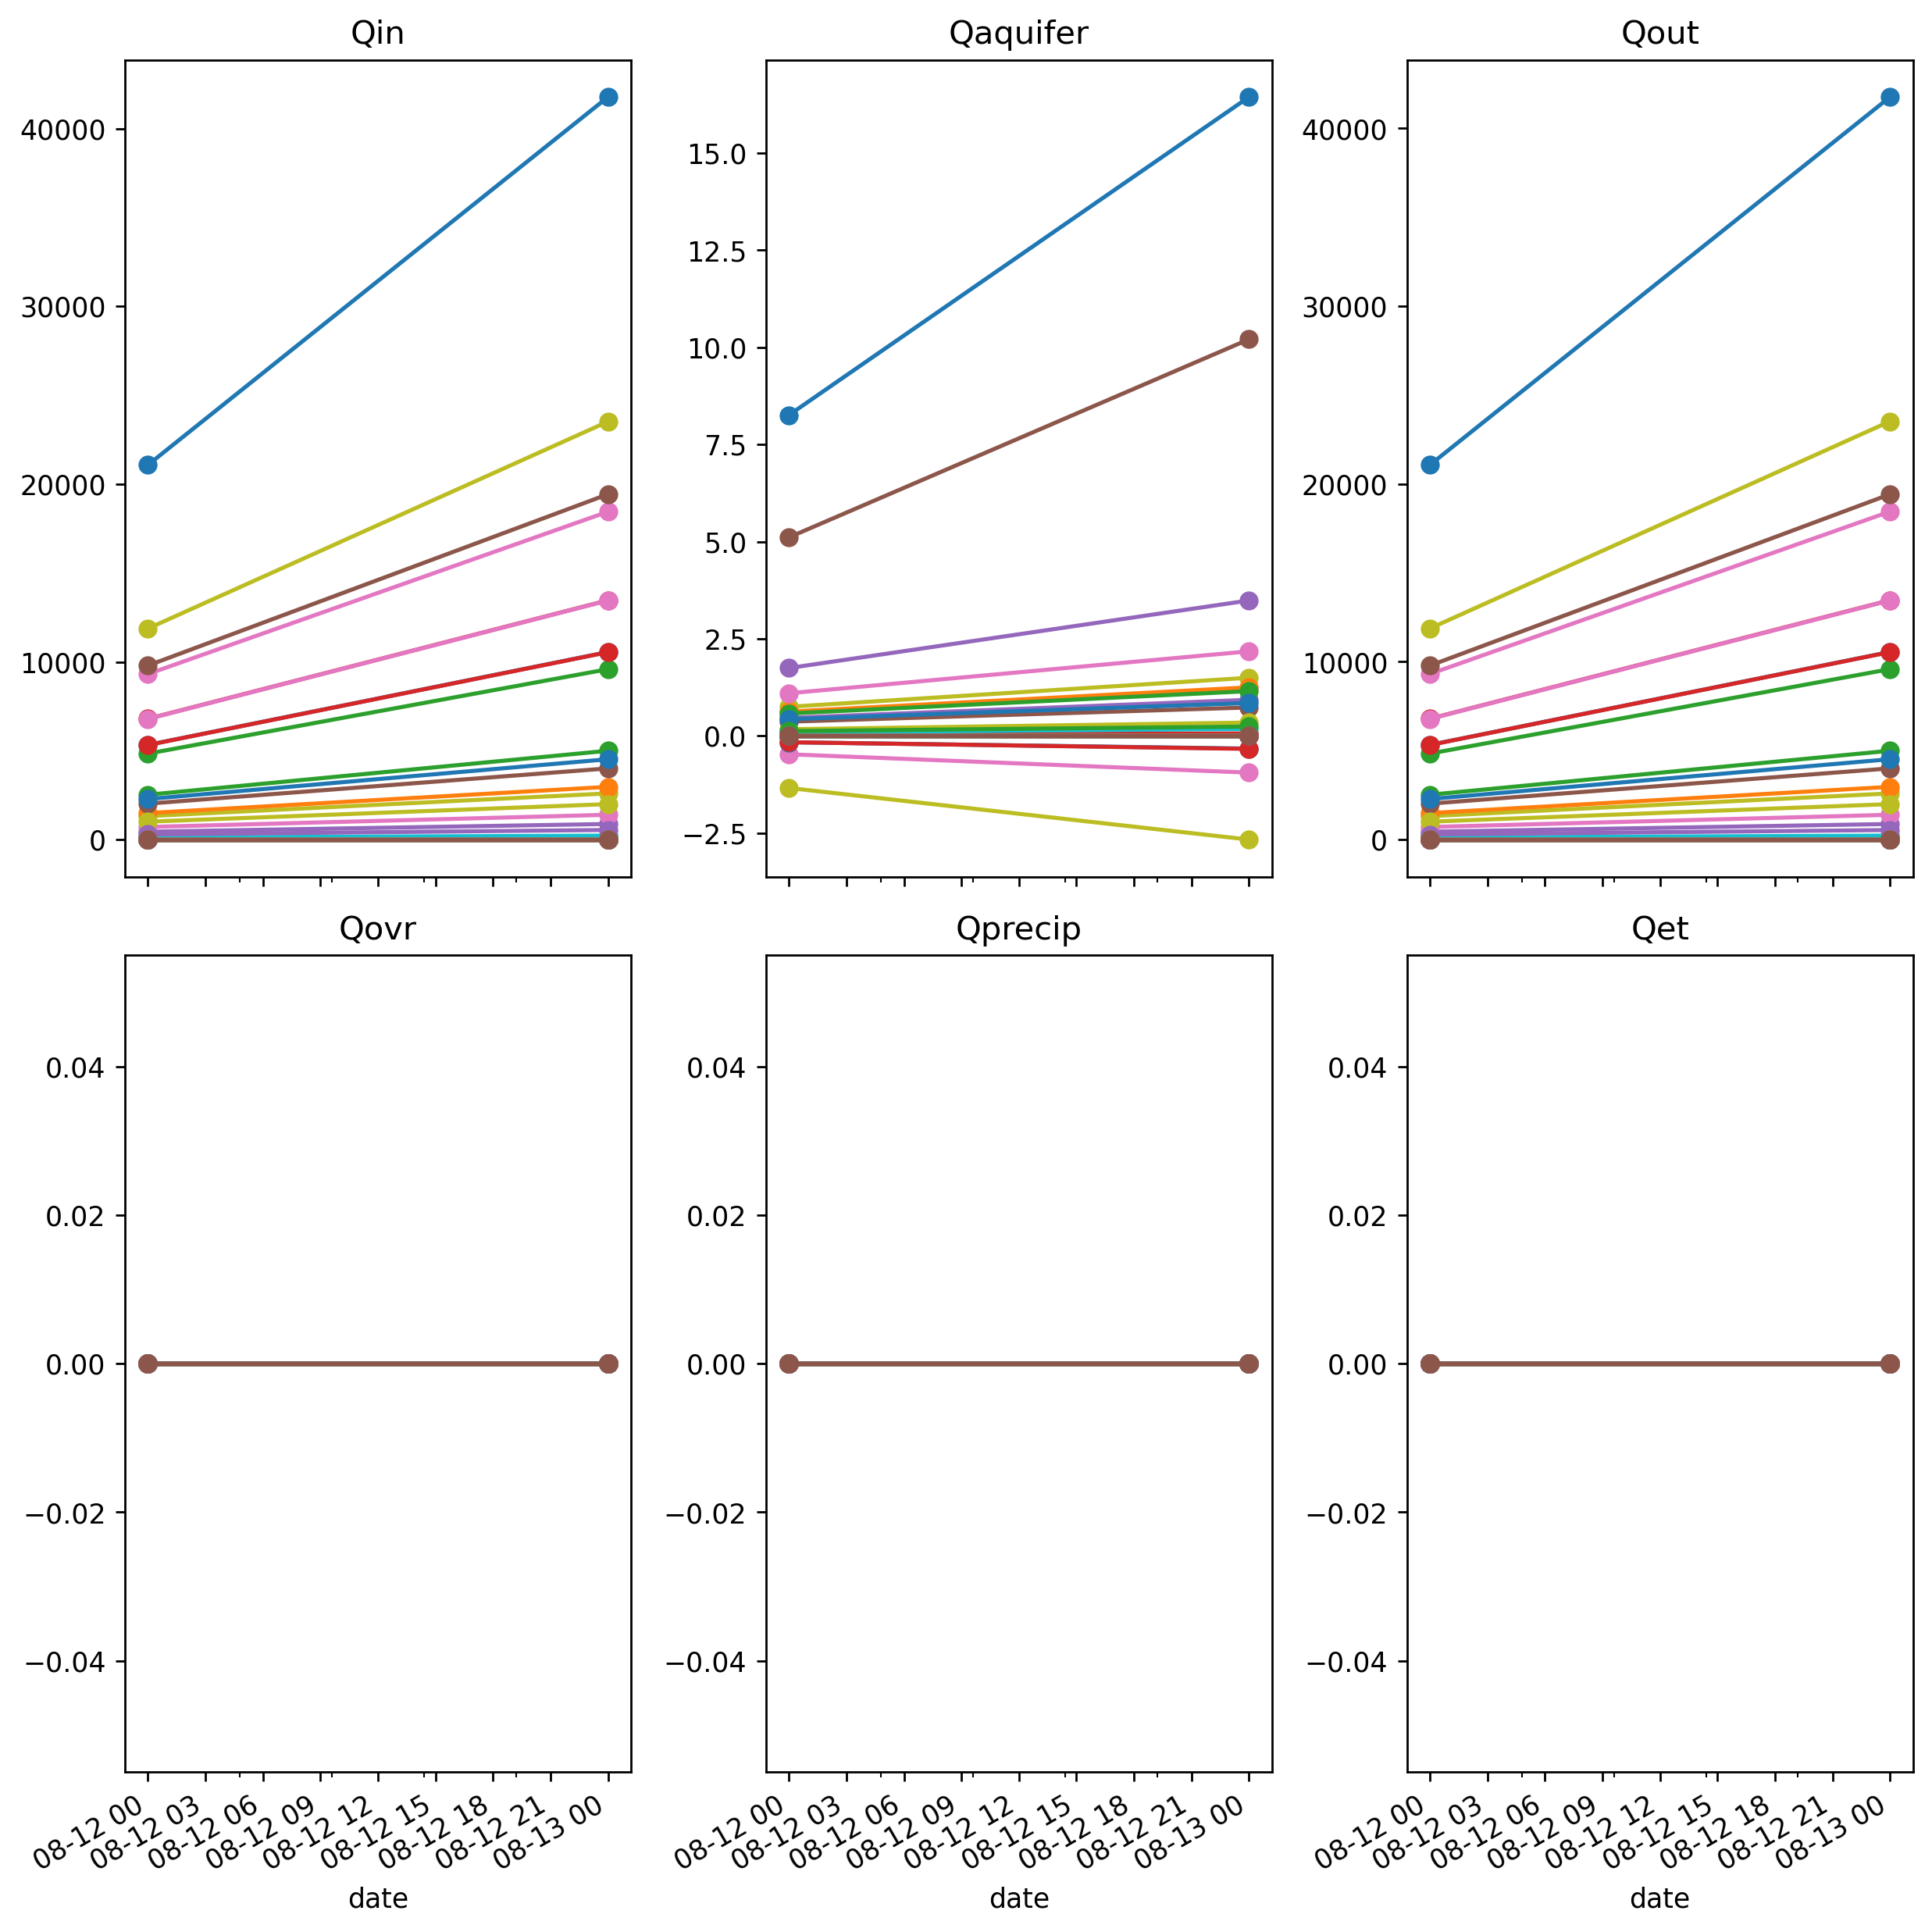 Qin Qaquifer Qout
40000 15.0 40000
12.5
30000 10.0 30000
7.5
20000 5.0 20000
2.5
10000 0.0 10000
0 −2.5 0
Qovr Qprecip Qet
0.04 0.04 0.04
0.02 0.02 0.02
0.00 0.00 0.00
−0.02 −0.02 −0.02
−0.04 −0.04 −0.04
08-12 00 08-12 03 08-12 06 08-12 09 08-12 12 08-12 15 08-12 18 08-12 21 08-13 00 08-12 00 08-12 03 08-12 06 08-12 09 08-12 12 08-12 15 08-12 18 08-12 21 08-13 00 08-12 00 08-12 03 08-12 06 08-12 09 08-12 12 08-12 15 08-12 18 08-12 21 08-13 00
date date date